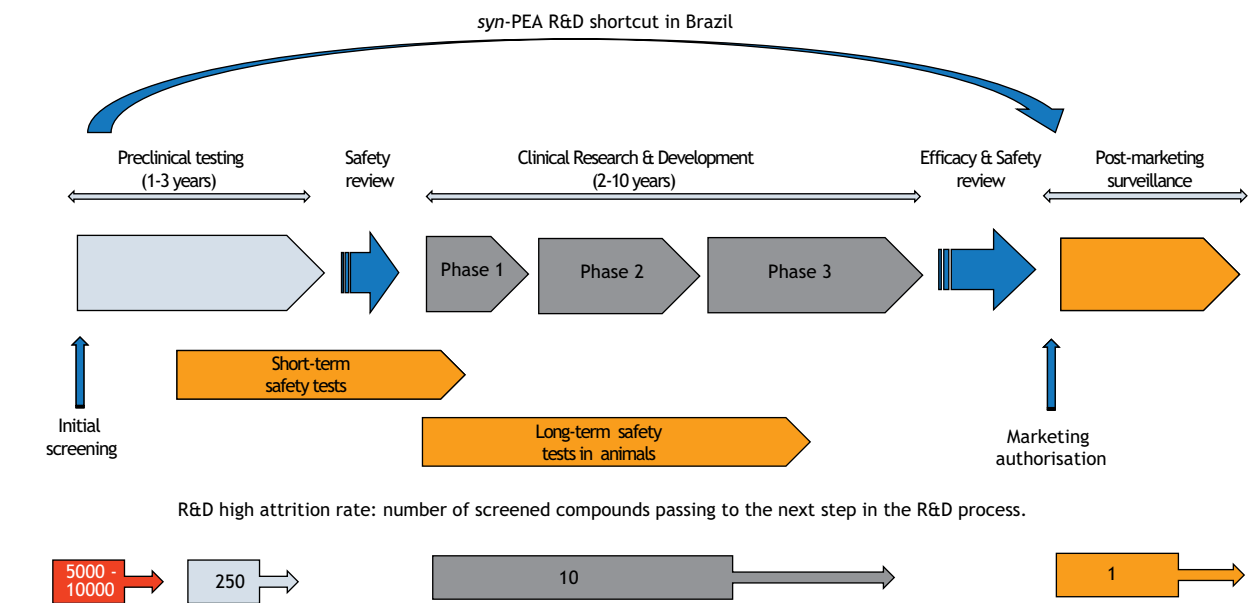 syn-PEA R&D shortcut in Brazil
Preclinical testing
(1-3 years)
Safety
review
Clinical Research & Development
(2-10 years)
Efficacy & Safety
review
Post-marketing
surveillance
Phase 1
Phase 2
Phase 3
Short-term
safety tests
Initial
screening
Long-term safety
tests in animals
Marketing
authorisation
R&D high attrition rate: number of screened compounds passing to the next step in the R&D process.
5000 -
10000
250
10
1